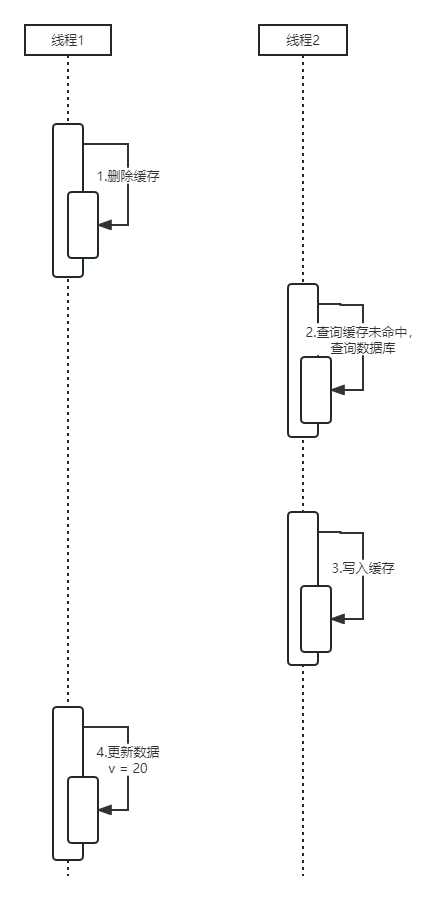 线程1
线程2
1.删除缓存
2.查询缓存未命中，
查询数据库
3.写入缓存
4.更新数据
v = 20